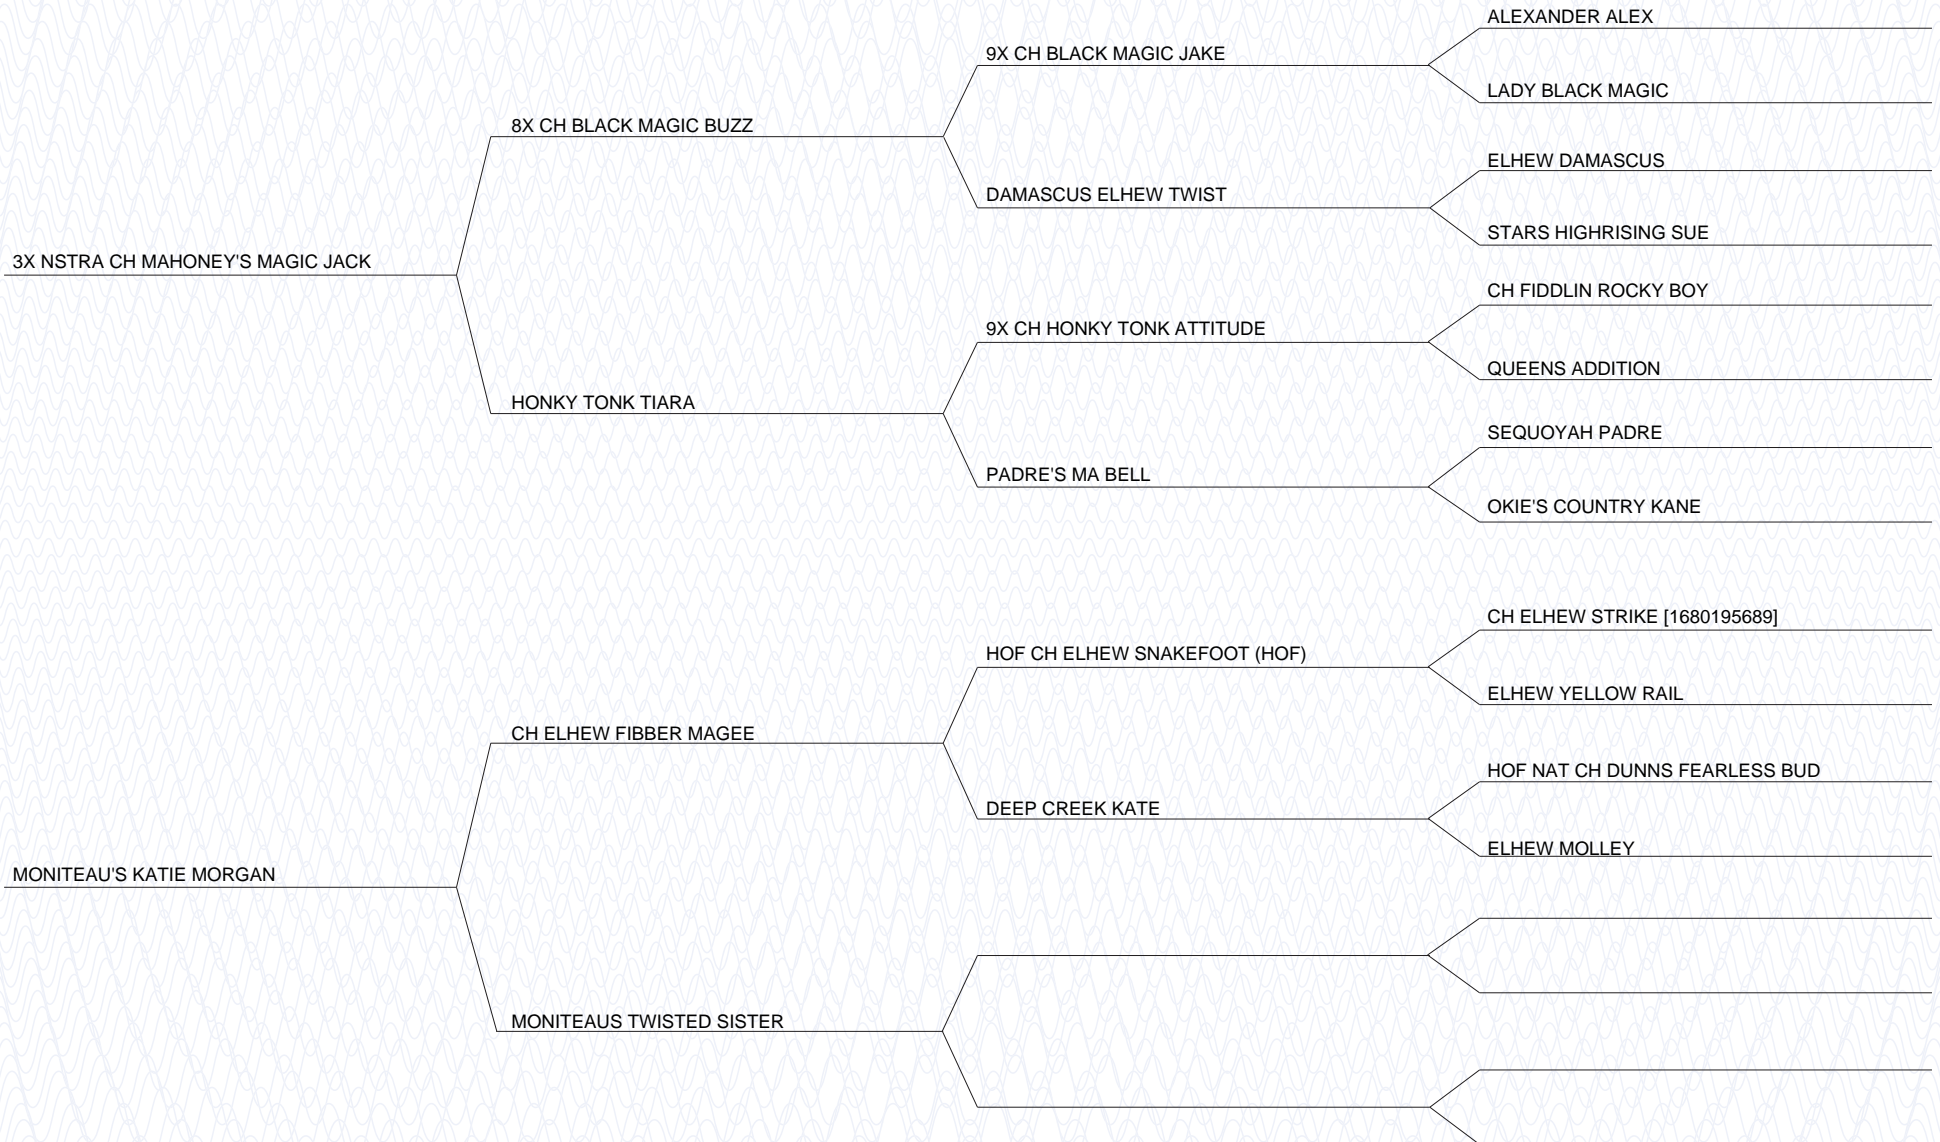 ALEXANDER ALEX
9X CH BLACK MAGIC JAKE
LADY BLACK MAGIC
8X CH BLACK MAGIC BUZZ
ELHEW DAMASCUS
DAMASCUS ELHEW TWIST
STARS HIGHRISING SUE
3X NSTRA CH MAHONEY'S MAGIC JACK
CH FIDDLIN ROCKY BOY
9X CH HONKY TONK ATTITUDE
QUEENS ADDITION
HONKY TONK TIARA
SEQUOYAH PADRE
PADRE'S MA BELL
OKIE'S COUNTRY KANE
CH ELHEW STRIKE [1680195689]
HOF CH ELHEW SNAKEFOOT (HOF)
ELHEW YELLOW RAIL
CH ELHEW FIBBER MAGEE
HOF NAT CH DUNNS FEARLESS BUD
DEEP CREEK KATE
ELHEW MOLLEY
MONITEAU'S KATIE MORGAN
MONITEAUS TWISTED SISTER